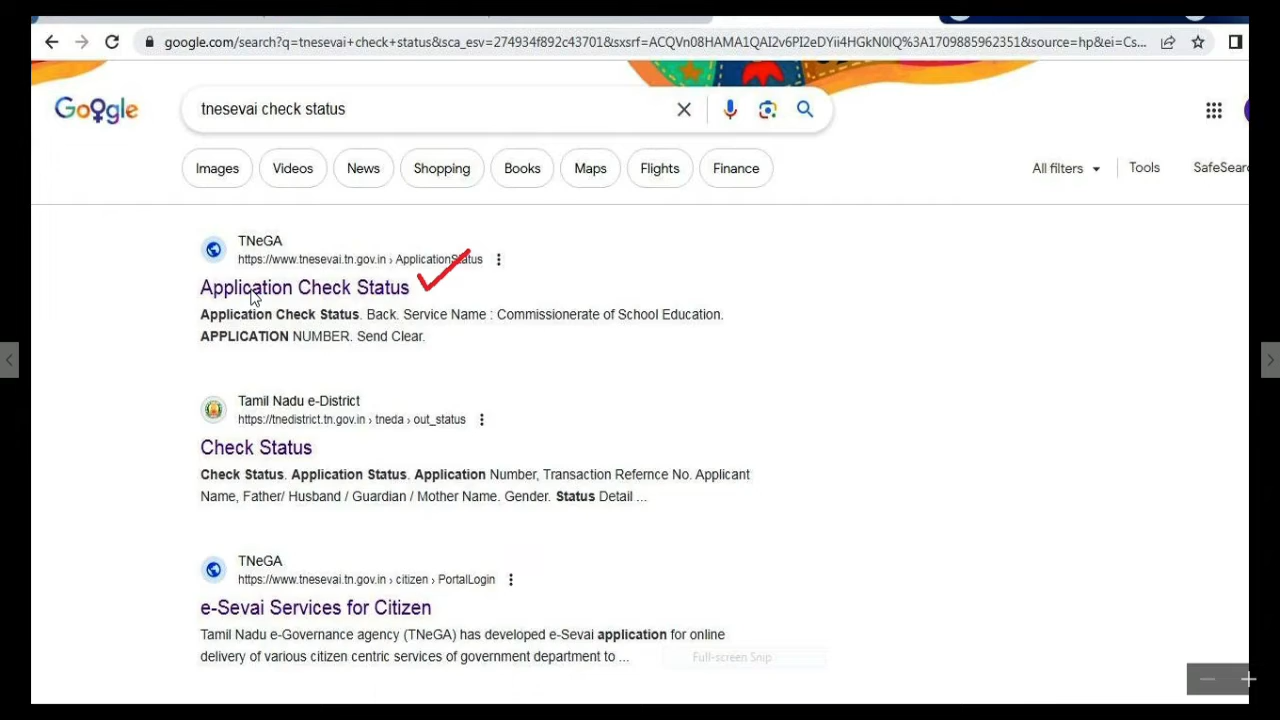 google.com/search?q=tnesevai+check+status&sca_esv=274934f892c43701&sxsrf=ACQVn08HAMA1QAI2v6PI2eDYii4HGkN0IQ%3A1709885962351&source=hp&ei=Cs...
Google
tnesevai check status
Images Videos News Shopping Books Maps Flights Finance All filters Tools SafeSear
TNeGA
https://www.tnesevai.tn.gov.in › ApplicationStatus
Application Check Status
Application Check Status. Back. Service Name : Commissionerate of School Education.
APPLICATION NUMBER. Send Clear.
Tamil Nadu e-District
https://tnedistrict.tn.gov.in › tneda › out_status
Check Status
Check Status. Application Status. Application Number, Transaction Refernce No. Applicant
Name, Father/ Husband / Guardian / Mother Name. Gender. Status Detail ...
TNeGA
https://www.tnesevai.tn.gov.in › citizen › PortalLogin
e-Sevai Services for Citizen
Tamil Nadu e-Governance agency (TNeGA) has developed e-Sevai application for online
delivery of various citizen centric services of government department to ...
Full-screen Snip